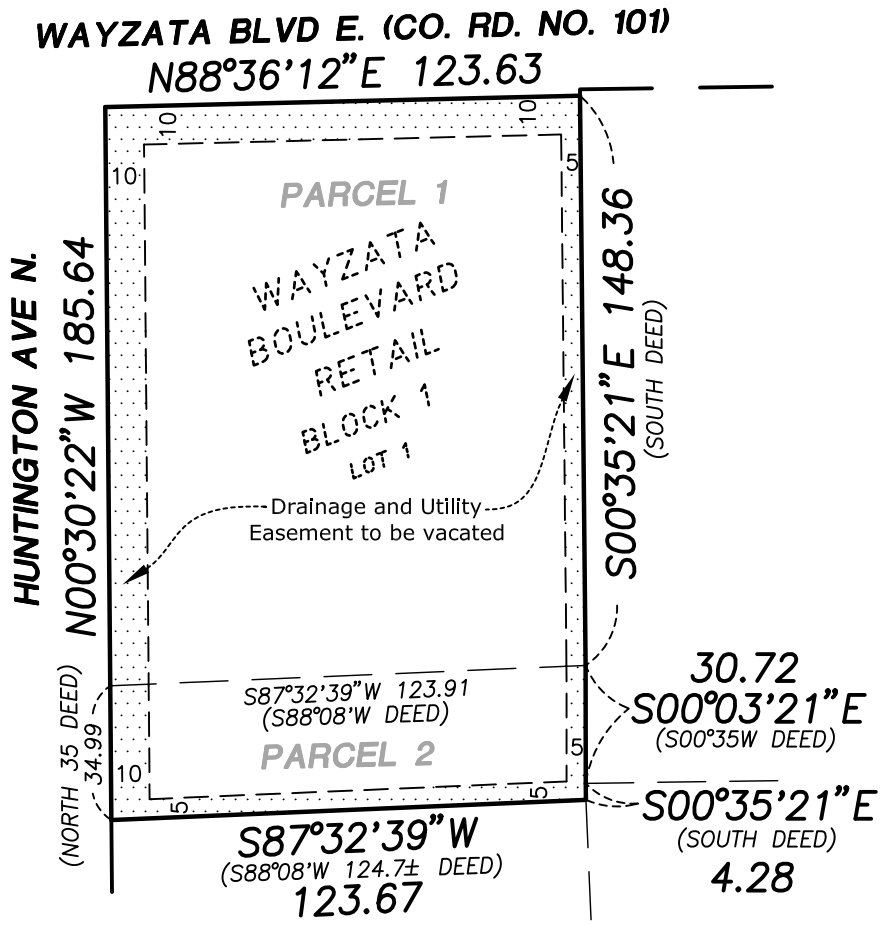 WAYZATA BLVD E. (CO. RD. NO. 101)
N88°36'12"E 123.63
10
10
10
5
PARCEL 1
WAYZATA
BOULEVARD
RETAIL
BLOCK 1
LOT 1
HUNTINGTON AVE N.
N00°30'22"W 185.64
S00°35'21"E 148.36
(SOUTH DEED)
Drainage and Utility
Easement to be vacated
S87°32'39"W 123.91
(S88°08'W DEED)
30.72
S00°03'21"E
(S00°35W DEED)
(NORTH 35 DEED)
34.99
PARCEL 2
10
5
5
5
S00°35'21"E
(SOUTH DEED)
4.28
S87°32'39"W
(S88°08'W 124.7± DEED)
123.67